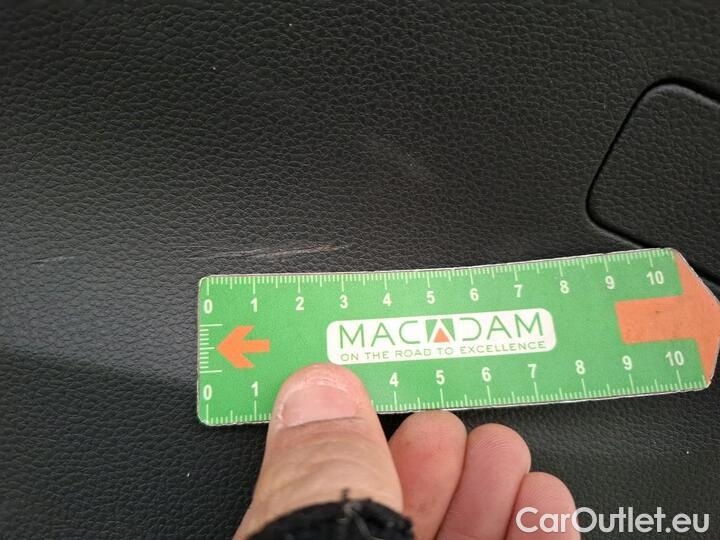 0 1 2 3 4 5 6 7 8 9 10
MACADAM
ON THE ROAD TO EXCELLENCE
0 1 4 5 6 7 8 9 10
CarOutlet.eu